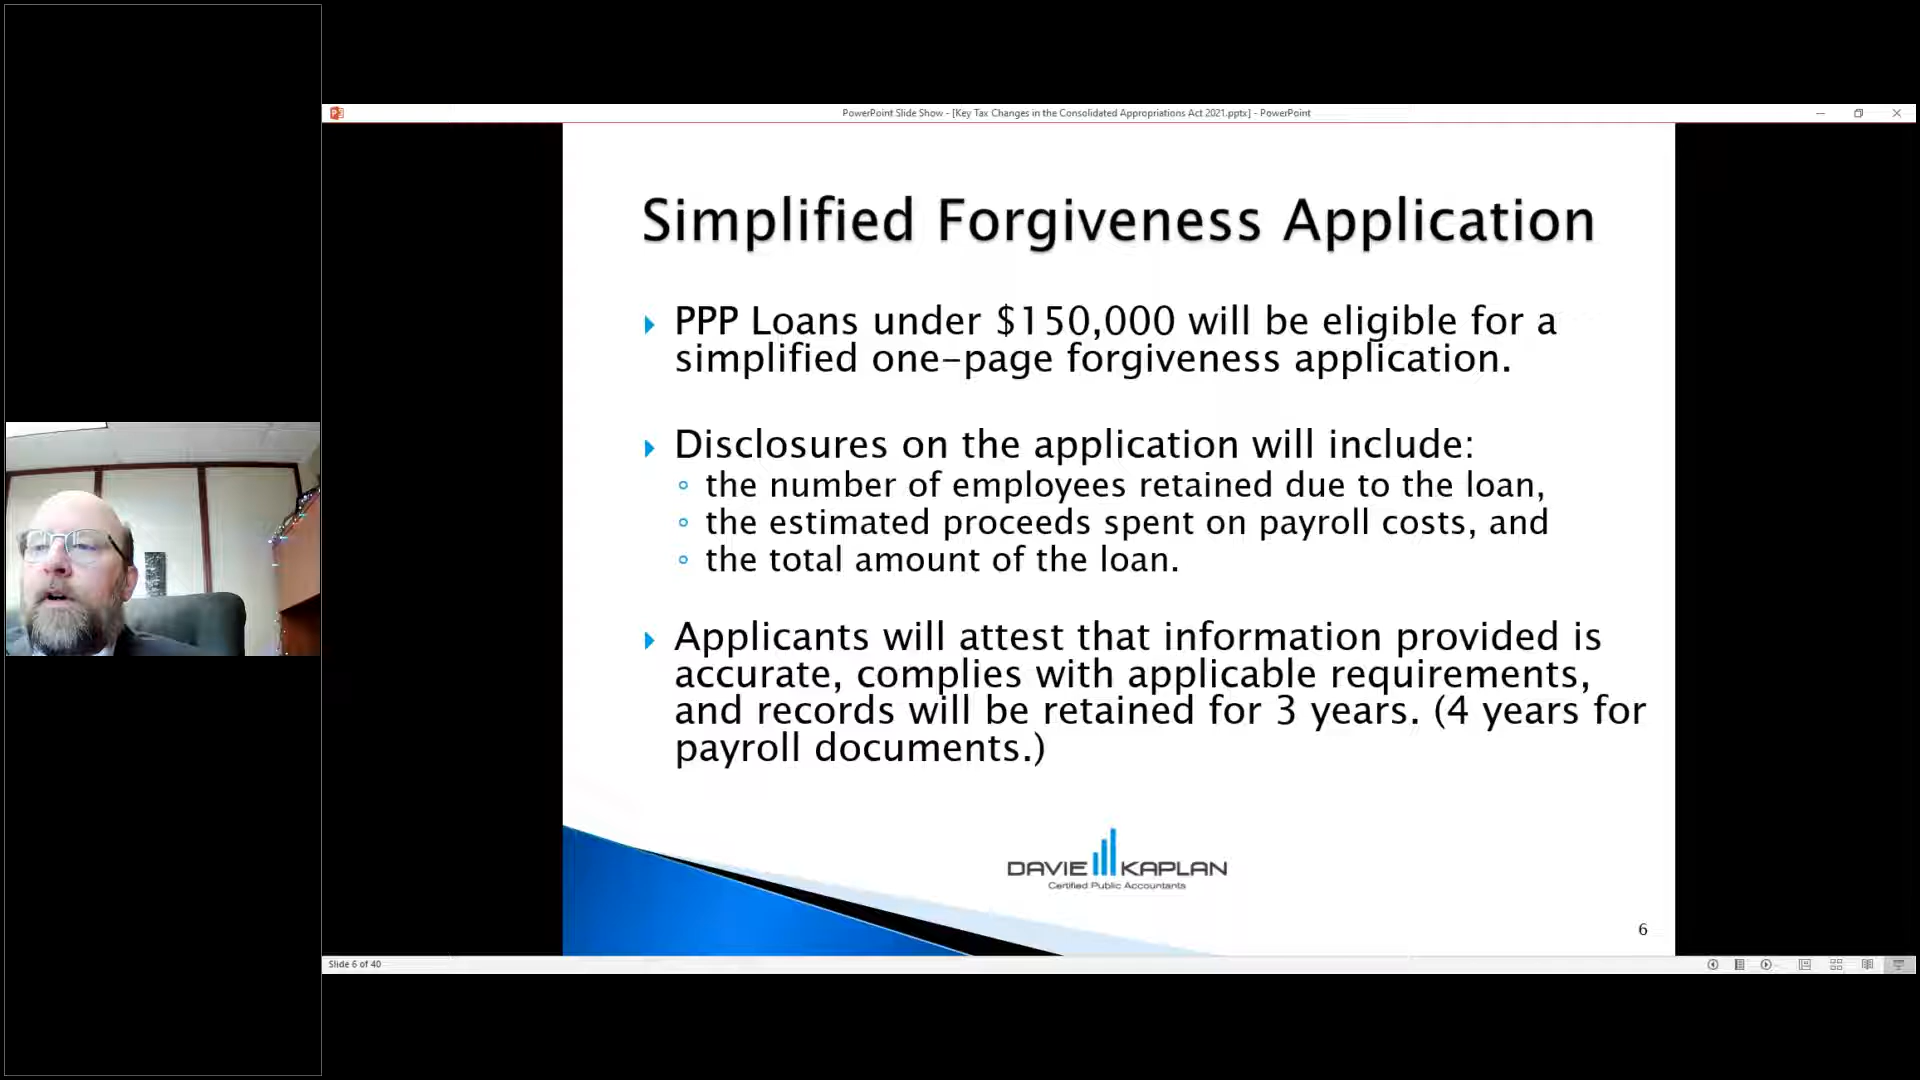 PowerPoint Slide Show - [Key Tax Changes in the Consolidated Appropriations Act 2021.pptx] - PowerPoint
Simplified Forgiveness Application
PPP Loans under $150,000 will be eligible for a
simplified one-page forgiveness application.
Disclosures on the application will include:
the number of employees retained due to the loan,
the estimated proceeds spent on payroll costs, and
the total amount of the loan.
Applicants will attest that information provided is
accurate, complies with applicable requirements,
and records will be retained for 3 years. (4 years for
payroll documents.)
DAVIE KAPLAN
Certified Public Accountants
6
Slide 6 of 40